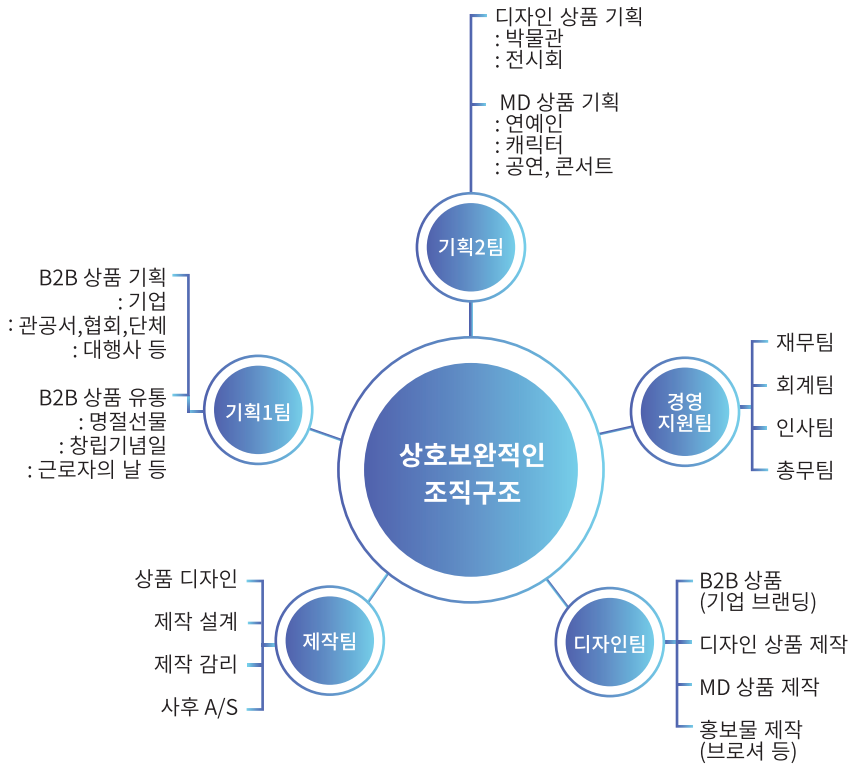 디자인 상품 기획
: 박물관
: 전시회
MD 상품 기획
: 연예인
: 캐릭터
: 공연, 콘서트
기획2팀
B2B 상품 기획
: 기업
: 관공서,협회,단체
: 대행사 등
B2B 상품 유통
: 명절선물
: 창립기념일
: 근로자의 날 등
기획1팀
재무팀
회계팀
인사팀
총무팀
경영
지원팀
상호보완적인
조직구조
상품 디자인
제작 설계
제작 감리
사후 A/S
제작팀
디자인팀
B2B 상품
(기업 브랜딩)
디자인 상품 제작
MD 상품 제작
홍보물 제작
(브로셔 등)